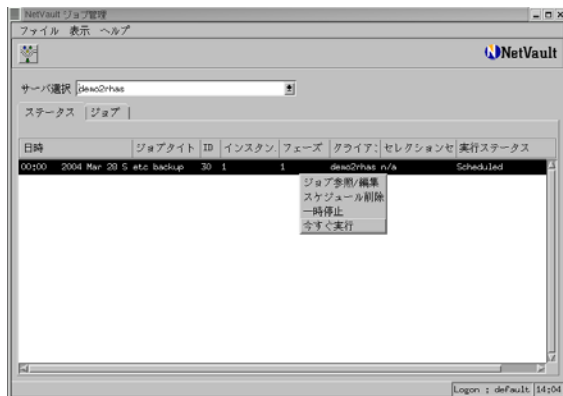 NetVault ジョブ管理
ファイル 表示 ヘルプ
NetVault
サーバ選択 demo2rhas
ステータス ジョブ
日時 ジョブタイト ID インスタン. フェーズ クライア: セレクションセ 実行ステータス
00:00 2004 Mar 28 S etc backup 30 1 1 demo2rhas n/a Scheduled
ジョブ参照/編集
スケジュール削除
一時停止
今すぐ実行
Logon : default 14:04